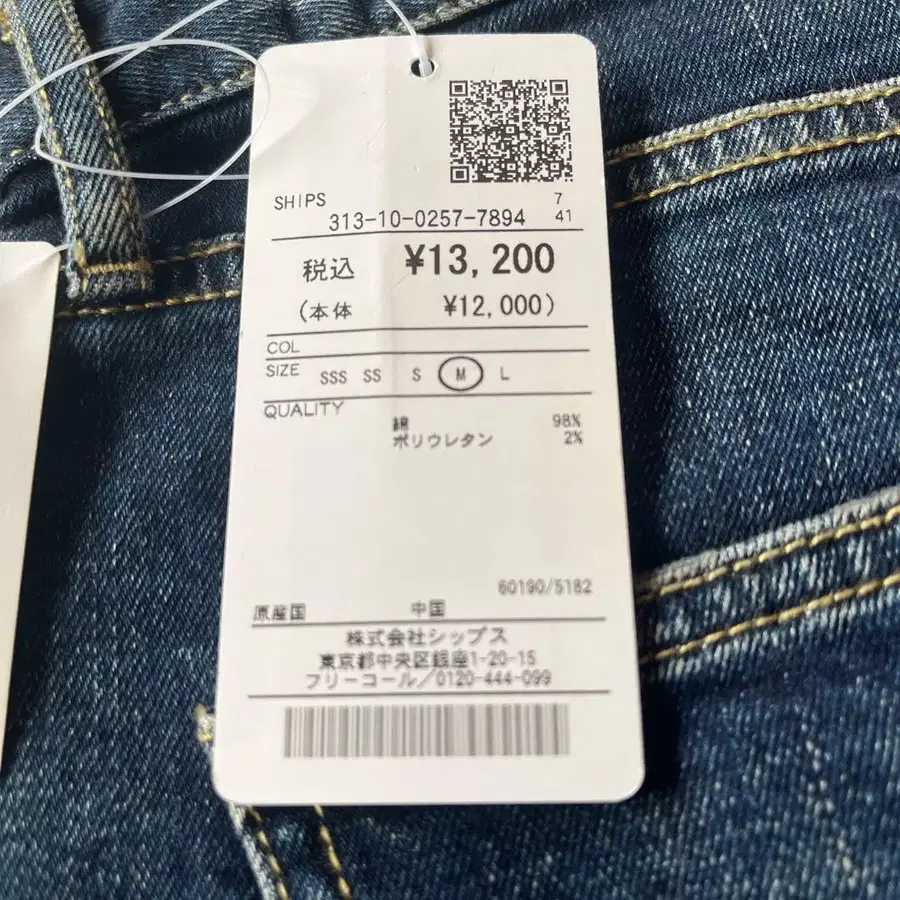 SHIPS 7
313-10-0257-7894 41
税込 ¥13,200
(本体 ¥12,000)
COL
SIZE SSS SS S M L
QUALITY
綿 98%
ポリウレタン 2%
60190/5182
原産国 中国
株式会社シップス
東京都中央区銀座1-20-15
フリーコール/0120-444-099